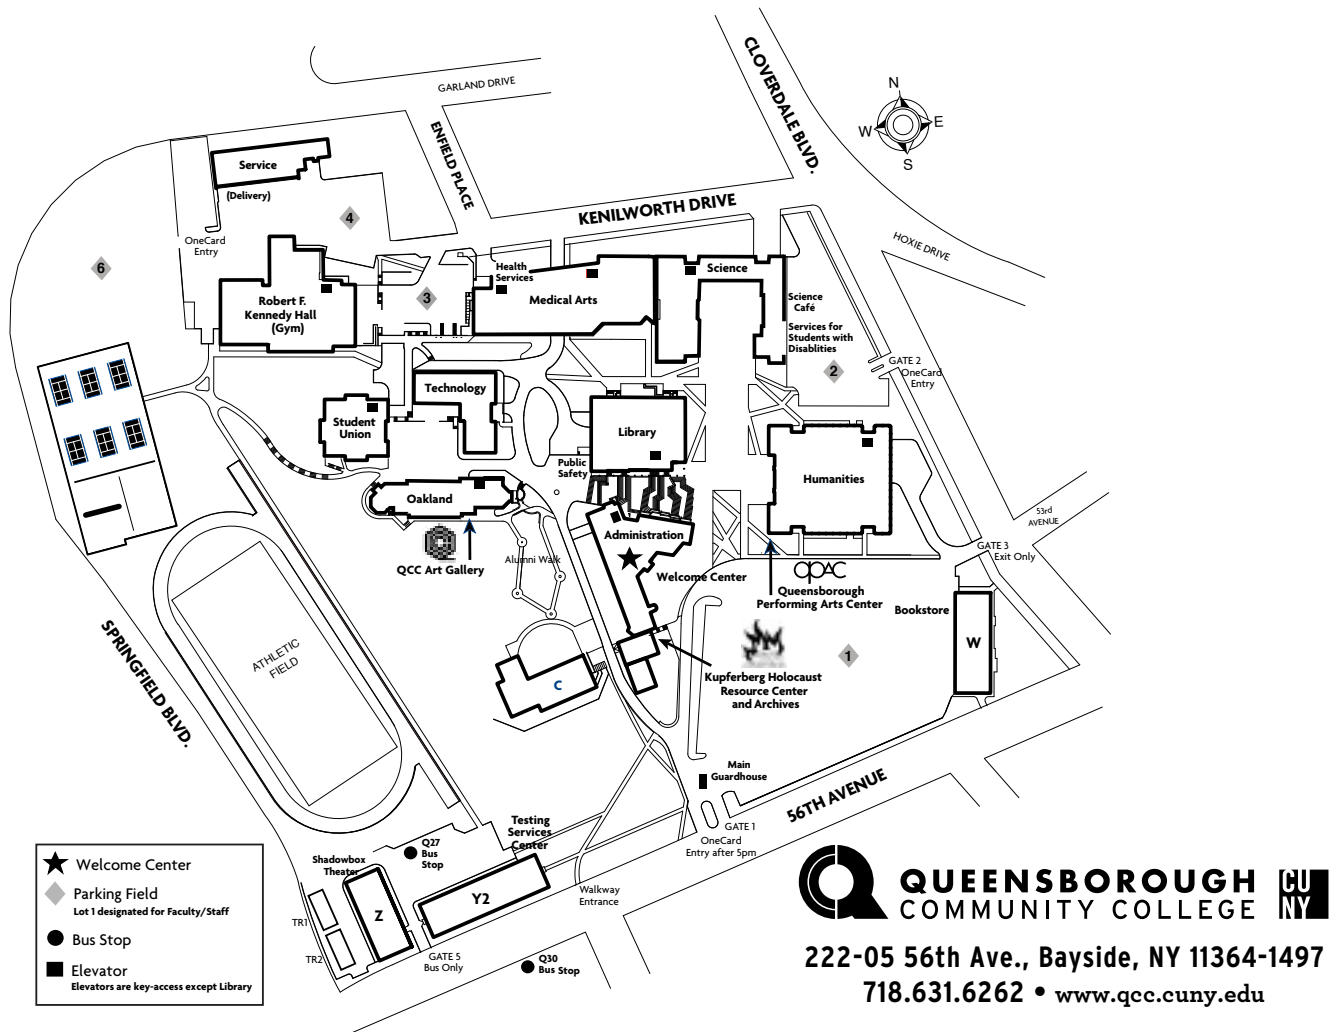 GARLAND DRIVE
CLOVERDALE BLVD.
N
W
E
S
ENFIELD PLACE
KENILWORTH DRIVE
HOXIE DRIVE
Service
(Delivery)
4
OneCard
Entry
6
Robert F.
Kennedy Hall
(Gym)
3
Health
Services
Medical Arts
Science
Science
Café
Services for
Students with
Disablities
2
GATE 2
OneCard
Entry
Technology
Student
Union
Library
Public
Safety
Humanities
Oakland
QCC Art Gallery
Alumni Walk
Administration
Welcome Center
QPAC
Queensborough
Performing Arts Center
53rd
AVENUE
GATE 3
Exit Only
Bookstore
W
1
Kupferberg Holocaust
Resource Center
and Archives
C
ATHLETIC
FIELD
SPRINGFIELD BLVD.
Main
Guardhouse
56TH AVENUE
GATE 1
OneCard
Entry after 5pm
Testing
Services
Center
Q27
Bus
Stop
Shadowbox
Theater
Z
Y2
Walkway
Entrance
TR1
TR2
GATE 5
Bus Only
Q30
Bus Stop
Welcome Center
Parking Field
Lot 1 designated for Faculty/Staff
Bus Stop
Elevator
Elevators are key-access except Library
QUEENSBOROUGH
COMMUNITY COLLEGE
CU
NY
222-05 56th Ave., Bayside, NY 11364-1497
718.631.6262 • www.qcc.cuny.edu